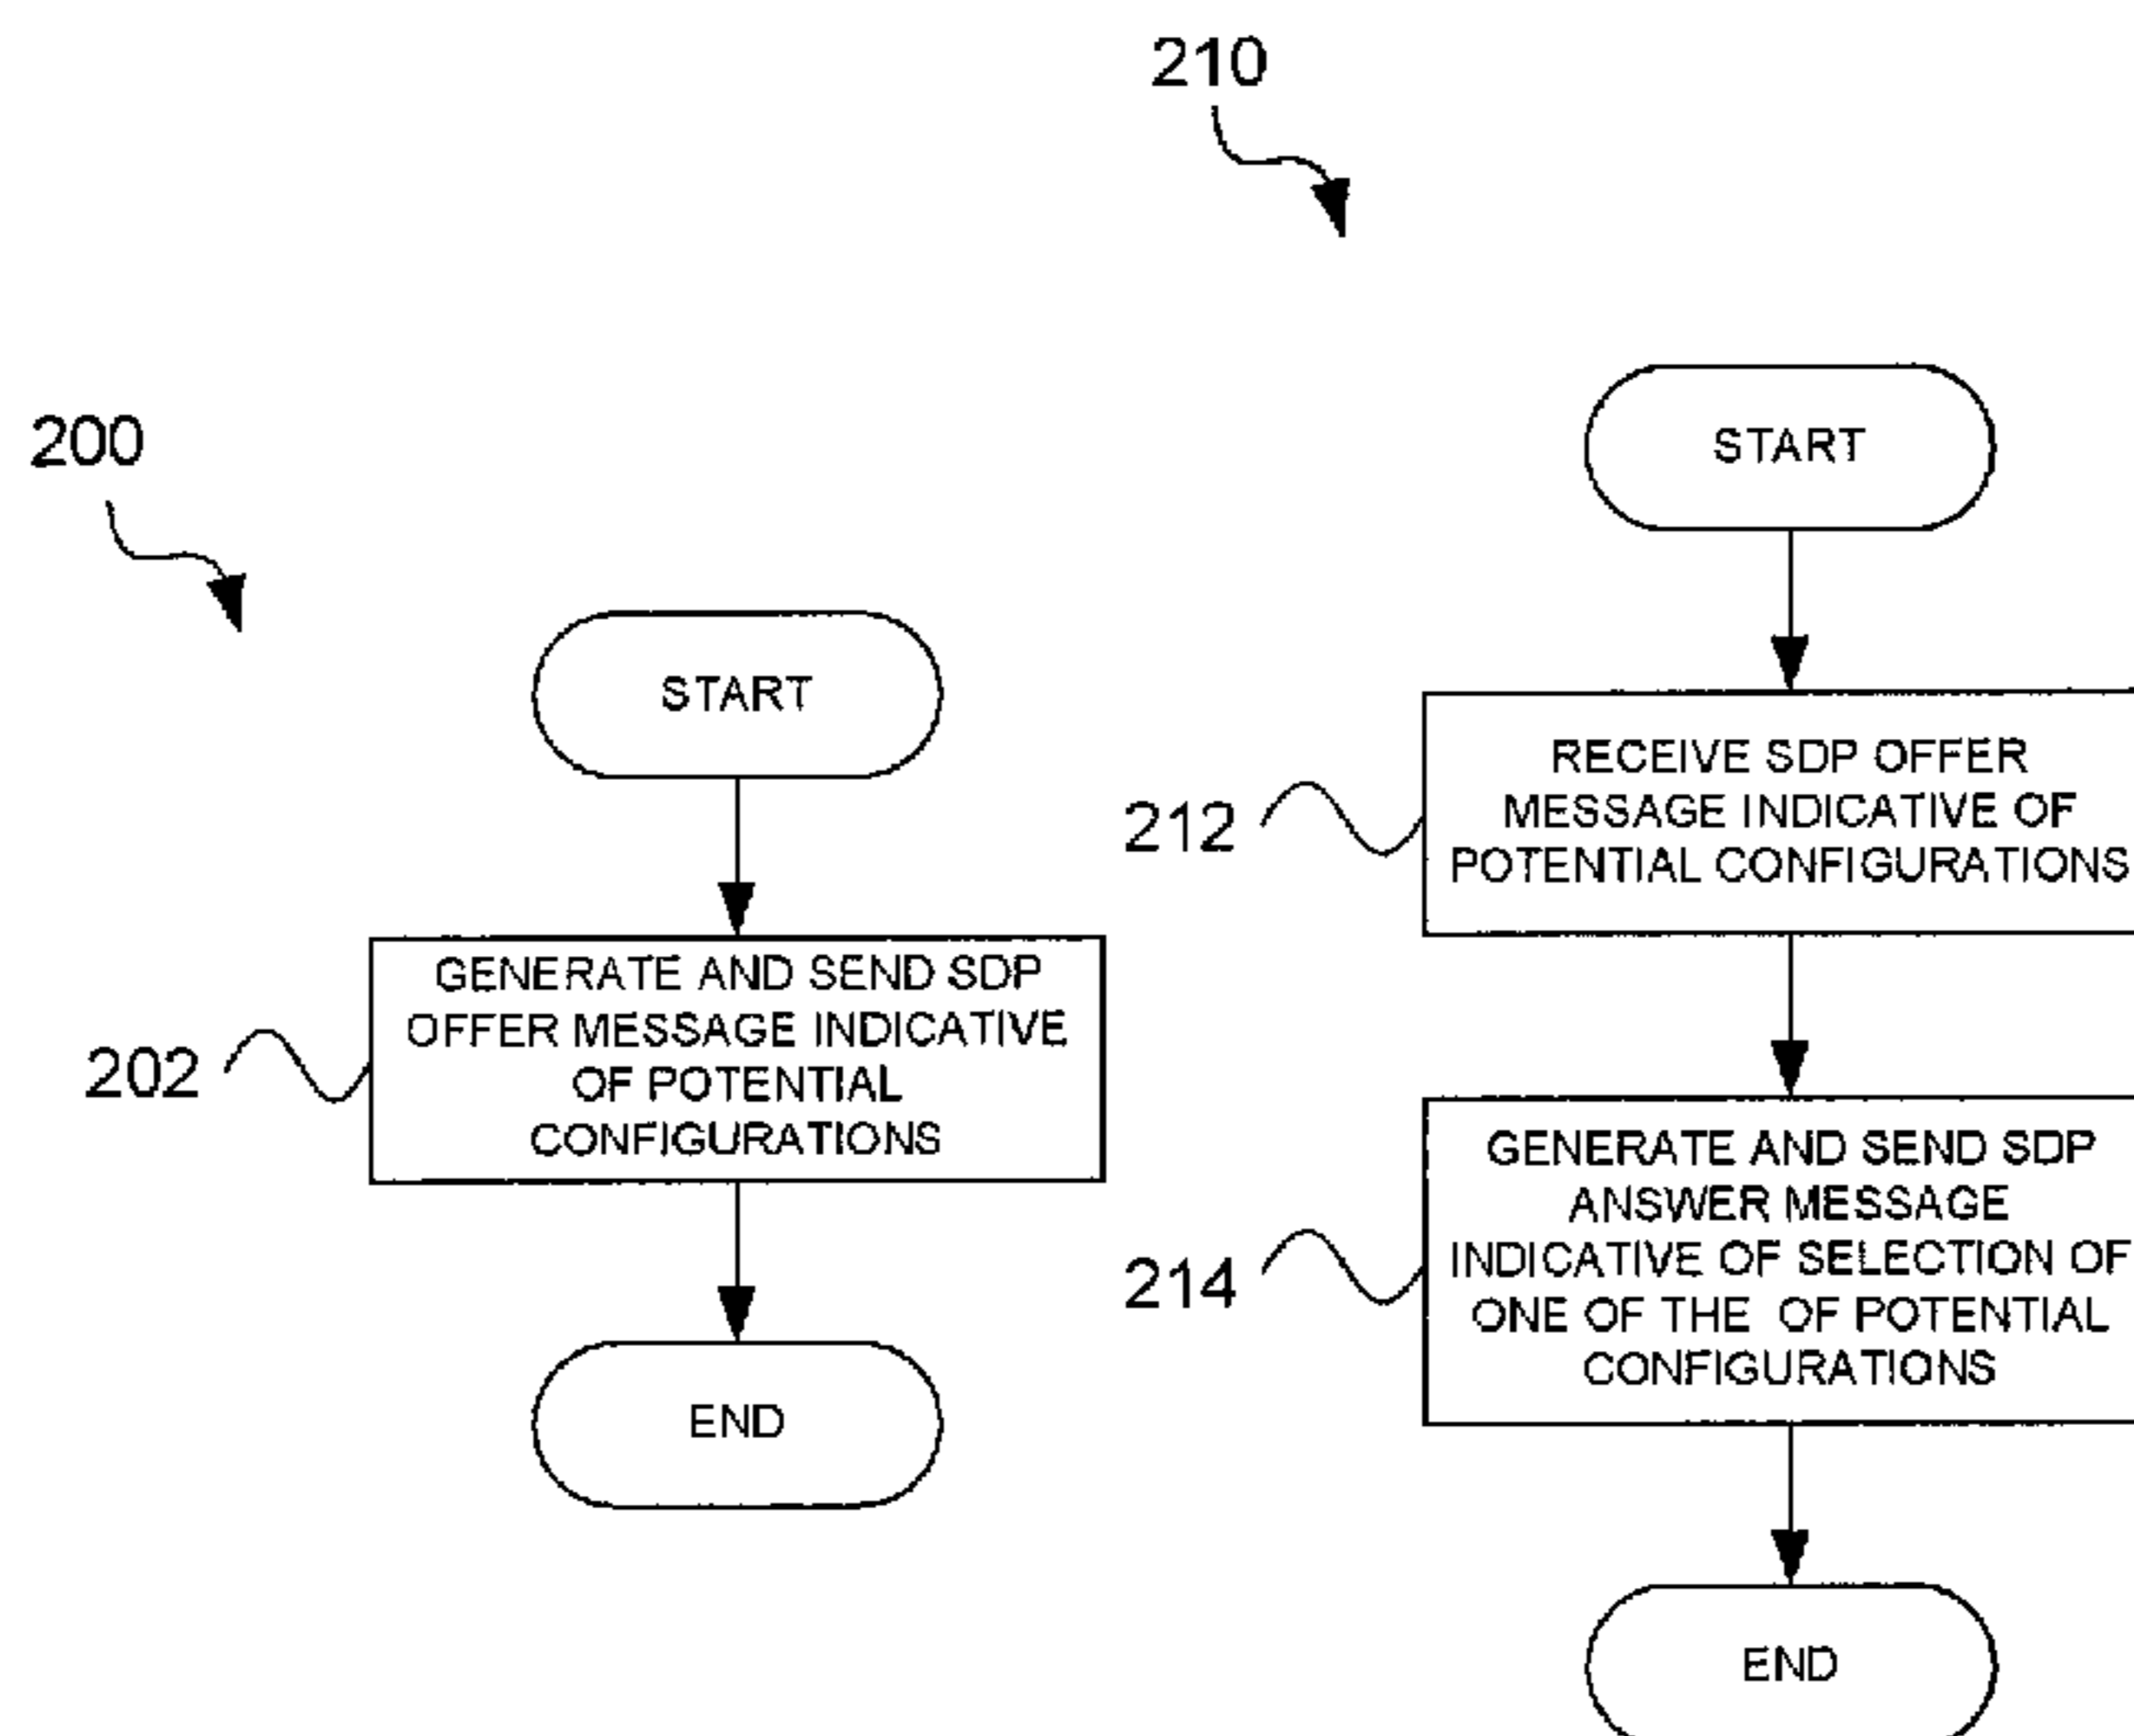 200
START
202
GENERATE AND SEND SDP
OFFER MESSAGE INDICATIVE
OF POTENTIAL
CONFIGURATIONS
END
210
START
212
RECEIVE SDP OFFER
MESSAGE INDICATIVE OF
POTENTIAL CONFIGURATIONS
214
GENERATE AND SEND SDP
ANSWER MESSAGE
INDICATIVE OF SELECTION OF
ONE OF THE OF POTENTIAL
CONFIGURATIONS
END